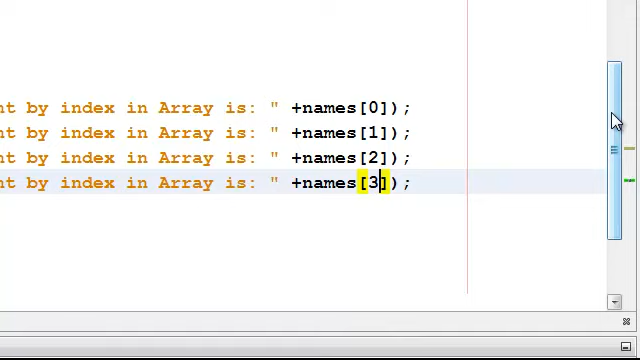 nt by index in Array is: " +names[0]);
nt by index in Array is: " +names[1]);
nt by index in Array is: " +names[2]);
nt by index in Array is: " +names[3]);